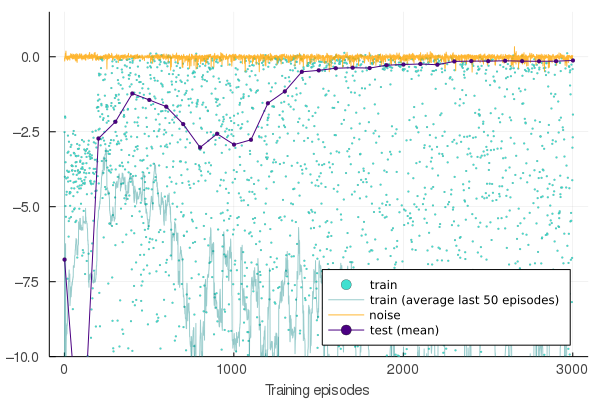 0.0
−2.5
−5.0
−7.5
−10.0
train
train (average last 50 episodes)
noise
test (mean)
0
1000
2000
3000
Training episodes